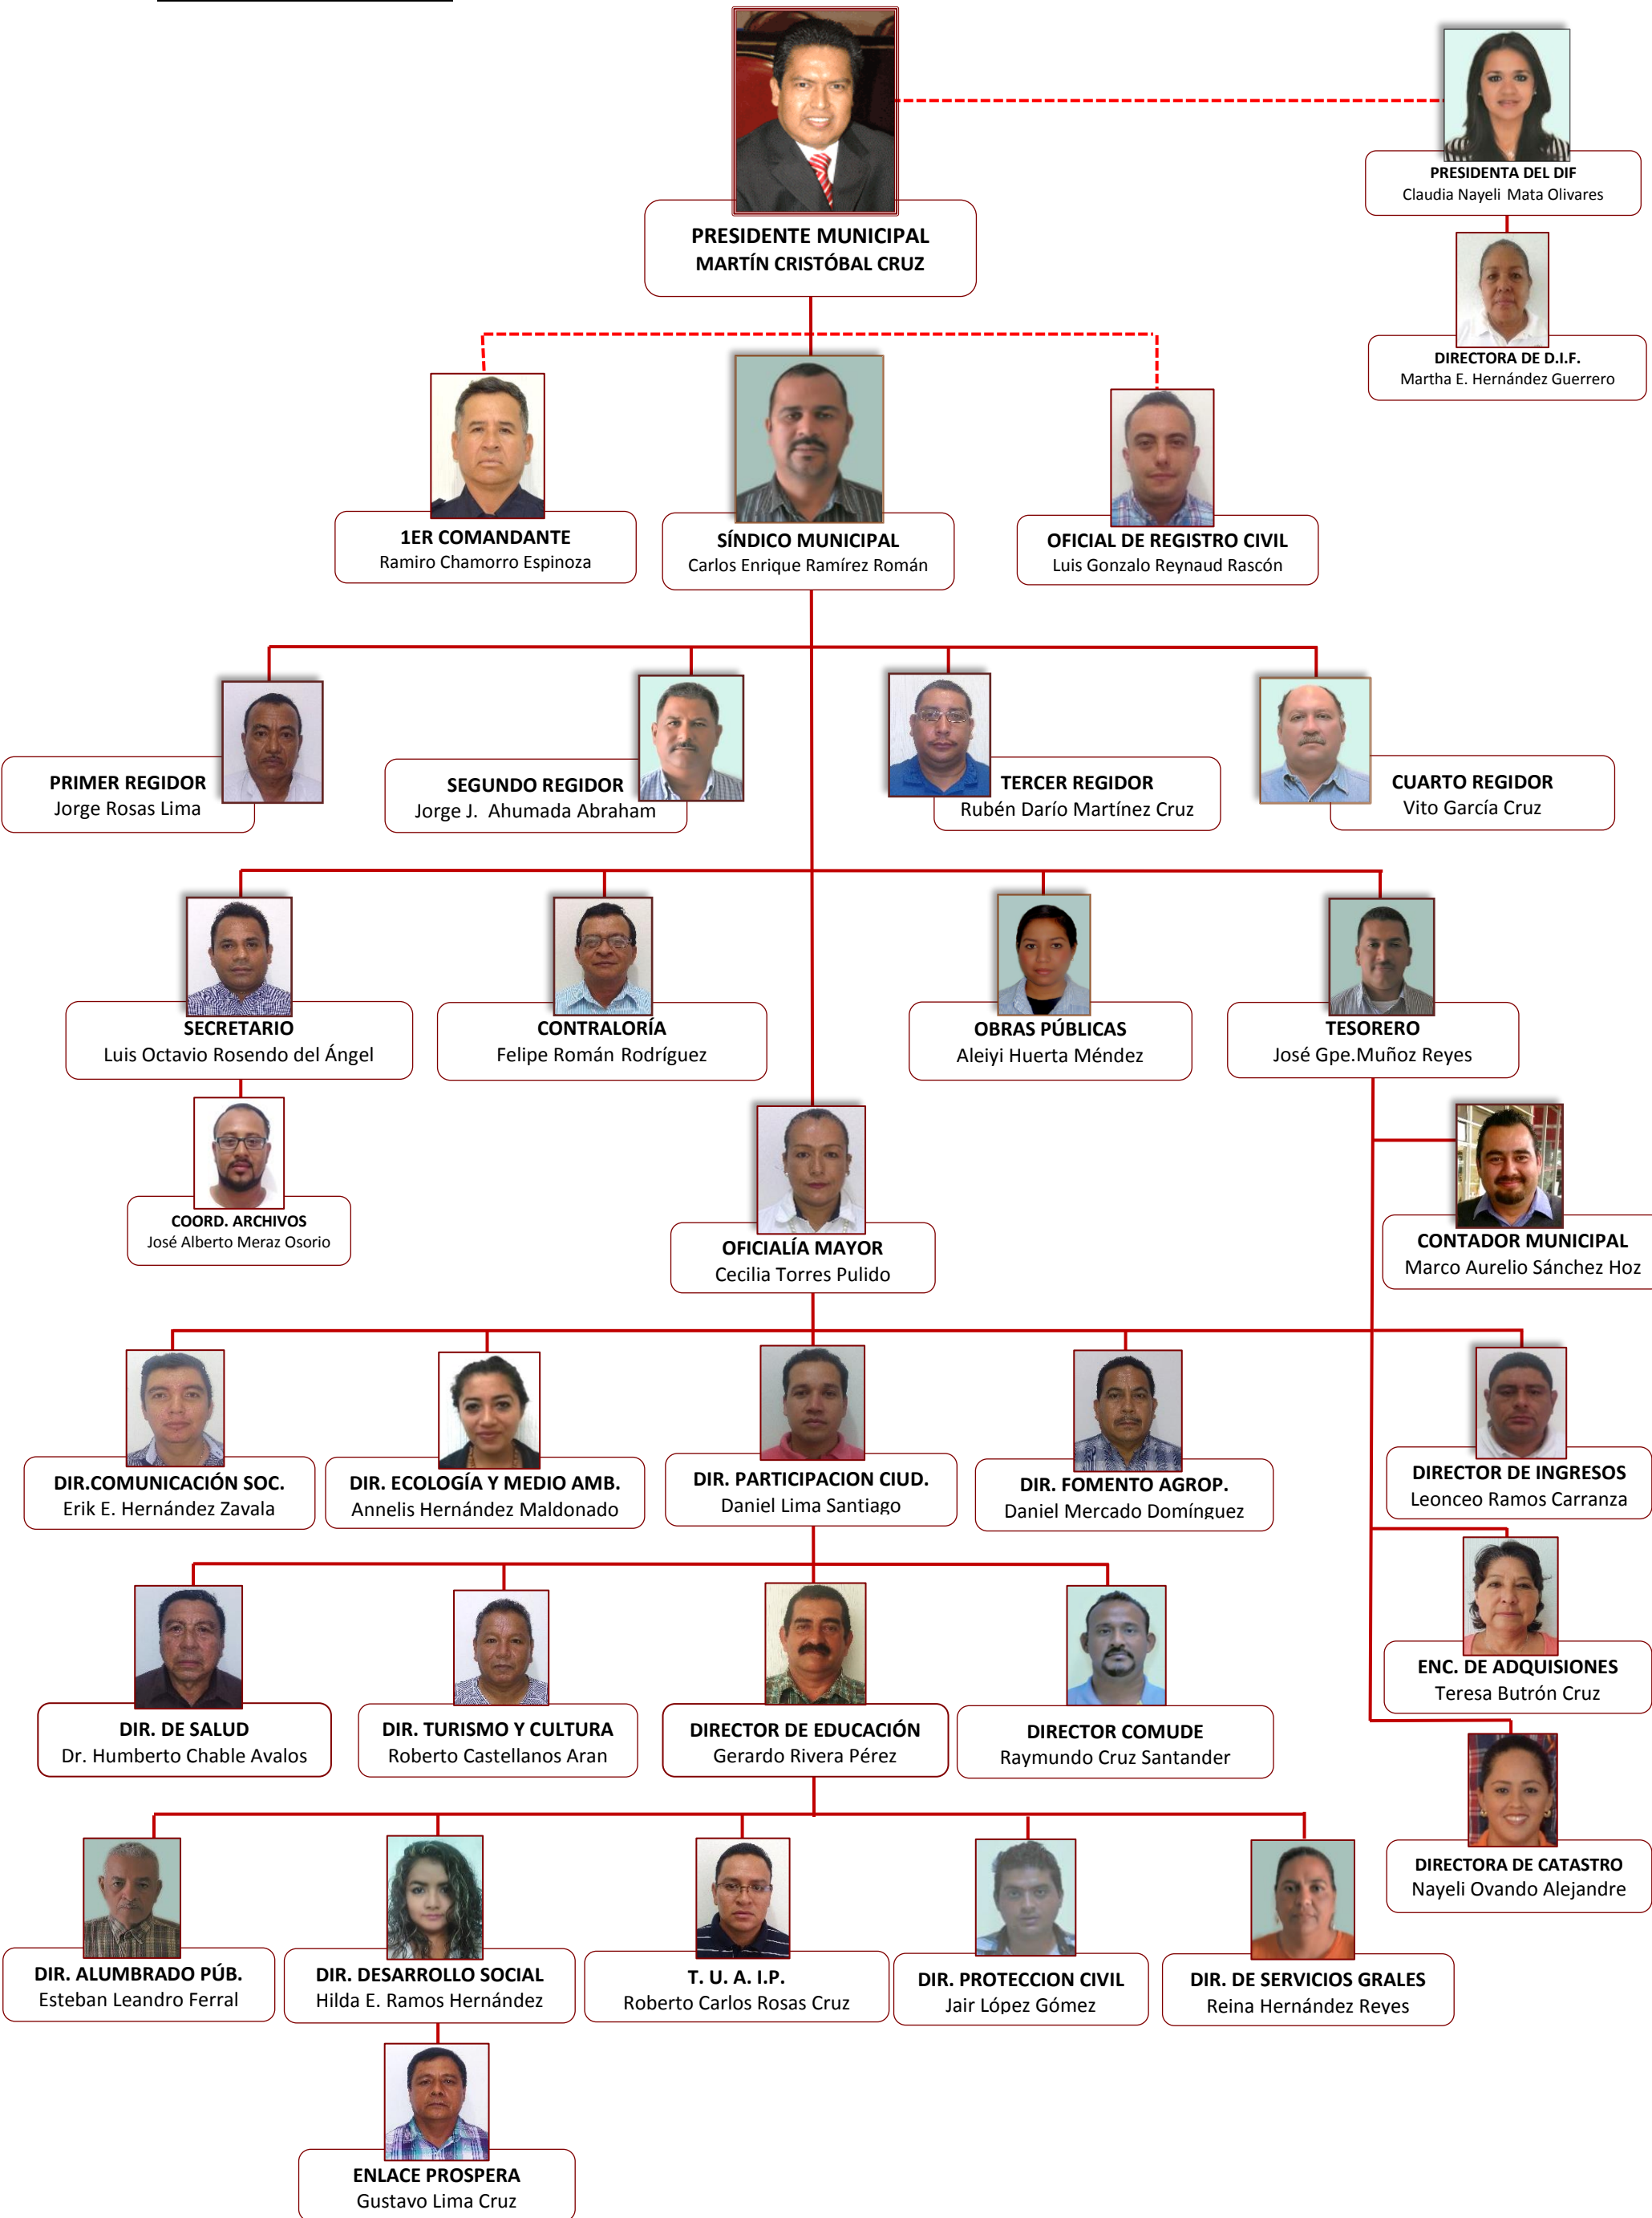 PRESIDENTE MUNICIPAL
MARTÍN CRISTÓBAL CRUZ
PRESIDENTA DEL DIF
Claudia Nayeli Mata Olivares
DIRECTORA DE D.I.F.
Martha E. Hernández Guerrero
1ER COMANDANTE
Ramiro Chamorro Espinoza
SÍNDICO MUNICIPAL
Carlos Enrique Ramírez Román
OFICIAL DE REGISTRO CIVIL
Luis Gonzalo Reynaud Rascón
PRIMER REGIDOR
Jorge Rosas Lima
SEGUNDO REGIDOR
Jorge J. Ahumada Abraham
TERCER REGIDOR
Rubén Darío Martínez Cruz
CUARTO REGIDOR
Vito García Cruz
SECRETARIO
Luis Octavio Rosendo del Ángel
CONTRALORÍA
Felipe Román Rodríguez
OBRAS PÚBLICAS
Aleiyi Huerta Méndez
TESORERO
José Gpe.Muñoz Reyes
COORD. ARCHIVOS
José Alberto Meraz Osorio
OFICIALÍA MAYOR
Cecilia Torres Pulido
CONTADOR MUNICIPAL
Marco Aurelio Sánchez Hoz
DIR.COMUNICACIÓN SOC.
Erik E. Hernández Zavala
DIR. ECOLOGÍA Y MEDIO AMB.
Annelis Hernández Maldonado
DIR. PARTICIPACION CIUD.
Daniel Lima Santiago
DIR. FOMENTO AGROP.
Daniel Mercado Domínguez
DIRECTOR DE INGRESOS
Leonceo Ramos Carranza
ENC. DE ADQUISIONES
Teresa Butrón Cruz
DIR. DE SALUD
Dr. Humberto Chable Avalos
DIR. TURISMO Y CULTURA
Roberto Castellanos Aran
DIRECTOR DE EDUCACIÓN
Gerardo Rivera Pérez
DIRECTOR COMUDE
Raymundo Cruz Santander
DIRECTORA DE CATASTRO
Nayeli Ovando Alejandre
DIR. ALUMBRADO PÚB.
Esteban Leandro Ferral
DIR. DESARROLLO SOCIAL
Hilda E. Ramos Hernández
T. U. A. I.P.
Roberto Carlos Rosas Cruz
DIR. PROTECCION CIVIL
Jair López Gómez
DIR. DE SERVICIOS GRALES
Reina Hernández Reyes
ENLACE PROSPERA
Gustavo Lima Cruz